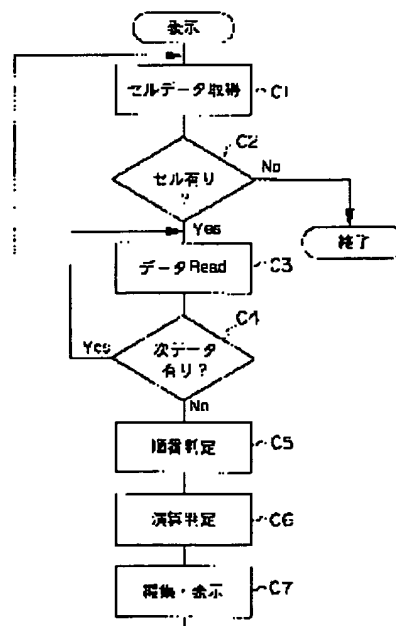 表示
セルデータ取得
C1
C2
セル有り
?
No
Yes
終了
データRead
C3
C4
次データ
有り?
Yes
No
順番判定
C5
演算判定
C6
編集・表示
C7